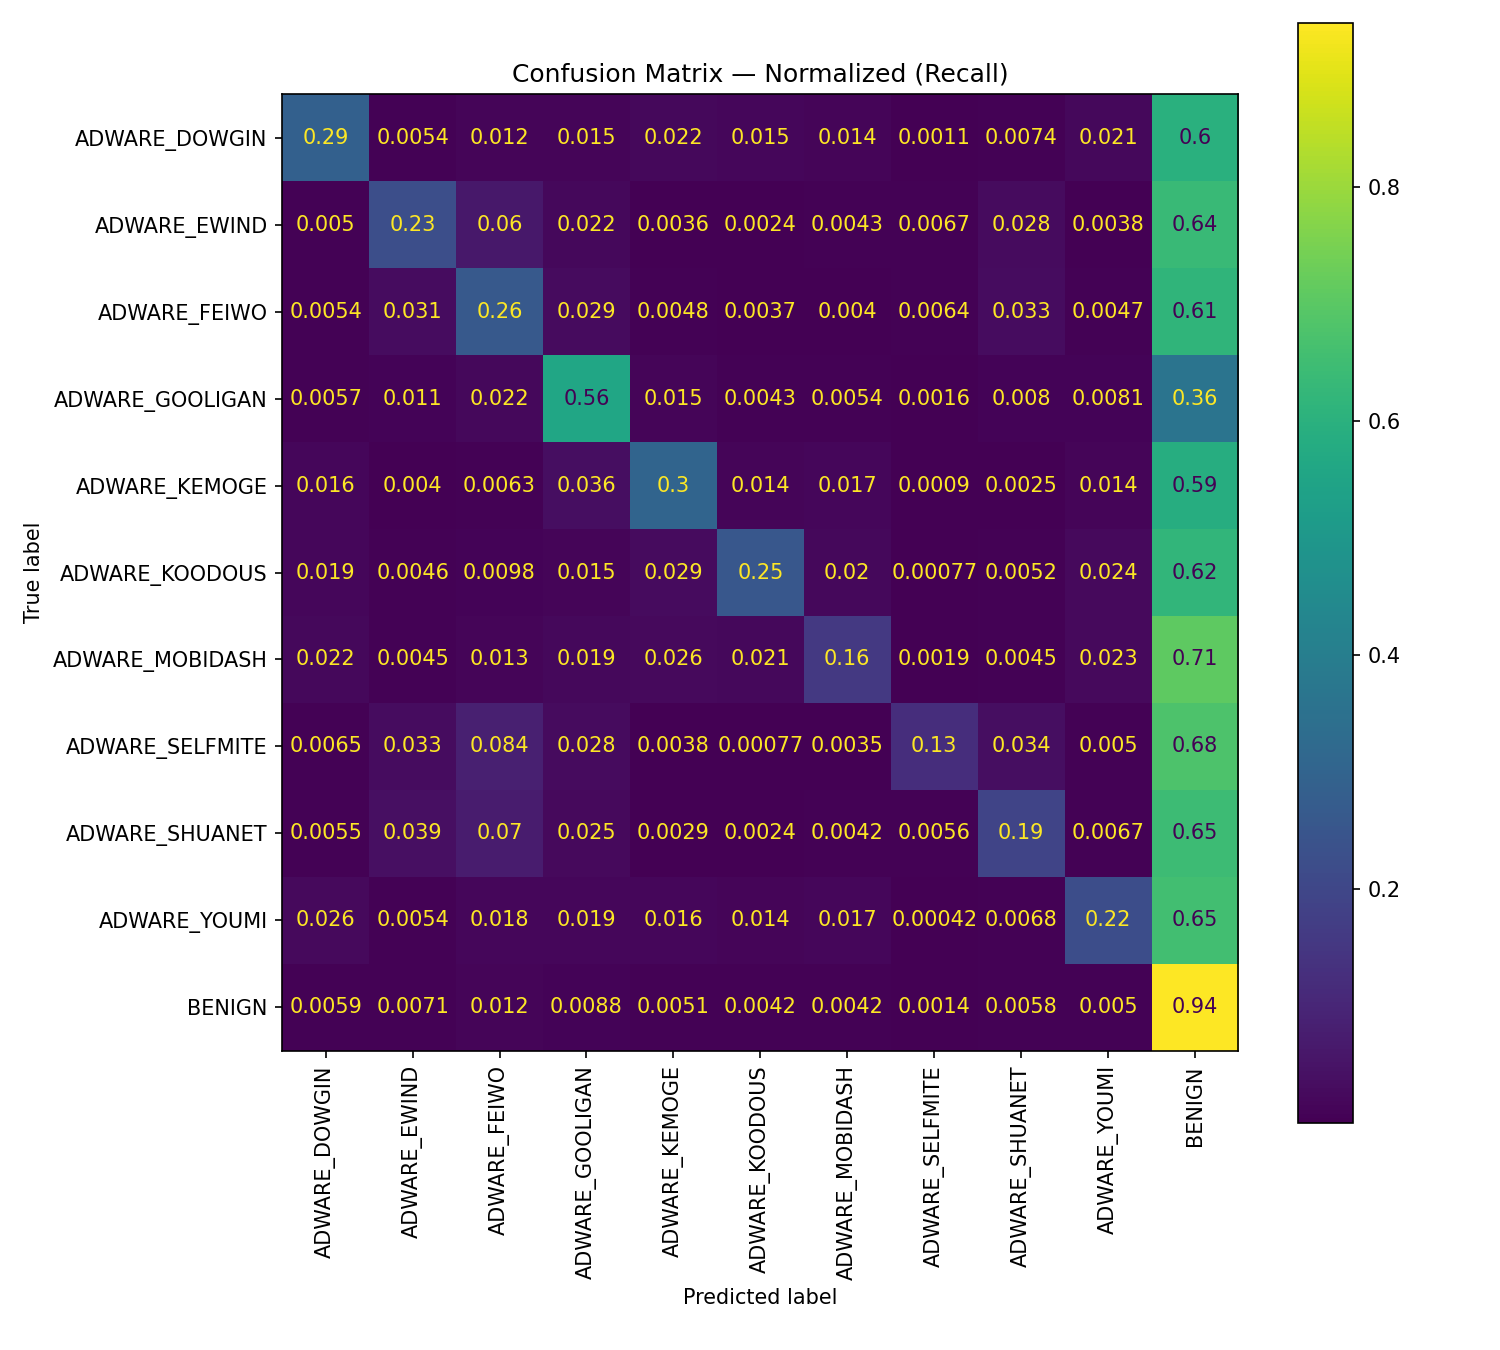 Confusion Matrix — Normalized (Recall)
ADWARE_DOWGIN 0.29 0.0054 0.012 0.015 0.022 0.015 0.014 0.0011 0.0074 0.021 0.6
ADWARE_EWIND 0.005 0.23 0.06 0.022 0.0036 0.0024 0.0043 0.0067 0.028 0.0038 0.64
ADWARE_FEIWO 0.0054 0.031 0.26 0.029 0.0048 0.0037 0.004 0.0064 0.033 0.0047 0.61
ADWARE_GOOLIGAN 0.0057 0.011 0.022 0.56 0.015 0.0043 0.0054 0.0016 0.008 0.0081 0.36
ADWARE_KEMOGE 0.016 0.004 0.0063 0.036 0.3 0.014 0.017 0.0009 0.0025 0.014 0.59
ADWARE_KOODOUS 0.019 0.0046 0.0098 0.015 0.029 0.25 0.02 0.00077 0.0052 0.024 0.62
ADWARE_MOBIDASH 0.022 0.0045 0.013 0.019 0.026 0.021 0.16 0.0019 0.0045 0.023 0.71
ADWARE_SELFMITE 0.0065 0.033 0.084 0.028 0.0038 0.00077 0.0035 0.13 0.034 0.005 0.68
ADWARE_SHUANET 0.0055 0.039 0.07 0.025 0.0029 0.0024 0.0042 0.0056 0.19 0.0067 0.65
ADWARE_YOUMI 0.026 0.0054 0.018 0.019 0.016 0.014 0.017 0.00042 0.0068 0.22 0.65
BENIGN 0.0059 0.0071 0.012 0.0088 0.0051 0.0042 0.0042 0.0014 0.0058 0.005 0.94
True label
ADWARE_DOWGIN
ADWARE_EWIND
ADWARE_FEIWO
ADWARE_GOOLIGAN
ADWARE_KEMOGE
ADWARE_KOODOUS
ADWARE_MOBIDASH
ADWARE_SELFMITE
ADWARE_SHUANET
ADWARE_YOUMI
BENIGN
Predicted label
0.8
0.6
0.4
0.2